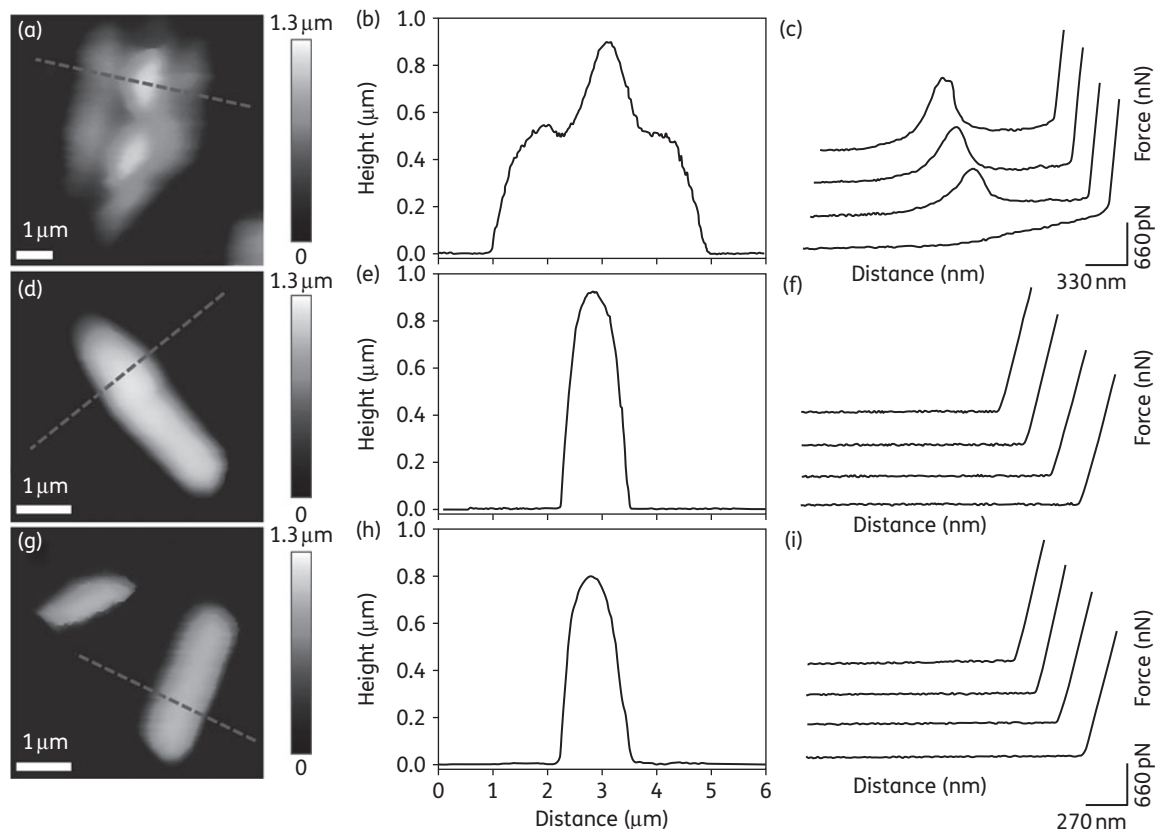 (a)
1.3 μm
1 μm
0
(b)
1.0
0.8
0.6
0.4
0.2
0.0
Height (μm)
(c)
Force (nN)
660 pN
Distance (nm)
330 nm
(d)
1.3 μm
1 μm
0
(e)
1.0
0.8
0.6
0.4
0.2
0.0
Height (μm)
(f)
Force (nN)
660 pN
Distance (nm)
(g)
1.3 μm
1 μm
0
(h)
1.0
0.8
0.6
0.4
0.2
0.0
Height (μm)
0 1 2 3 4 5 6
Distance (μm)
(i)
Force (nN)
Distance (nm)
660 pN
270 nm